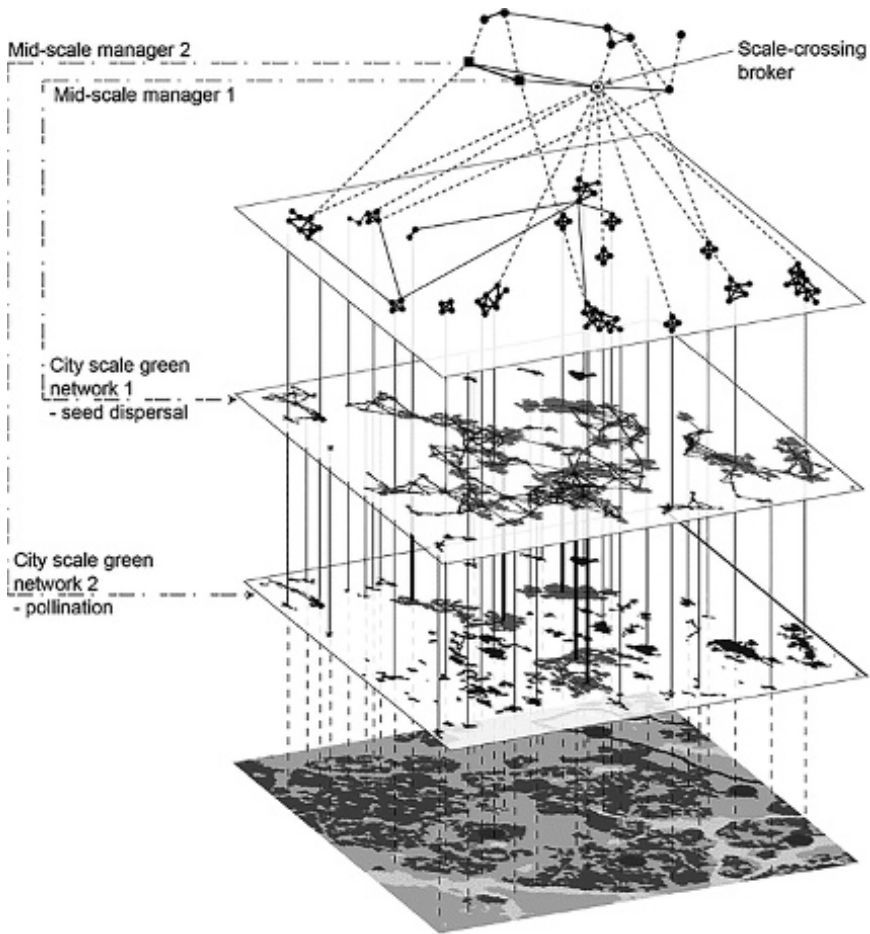 Mid-scale manager 2
Mid-scale manager 1
Scale-crossing
broker
City scale green
network 1
- seed dispersal
City scale green
network 2
- pollination